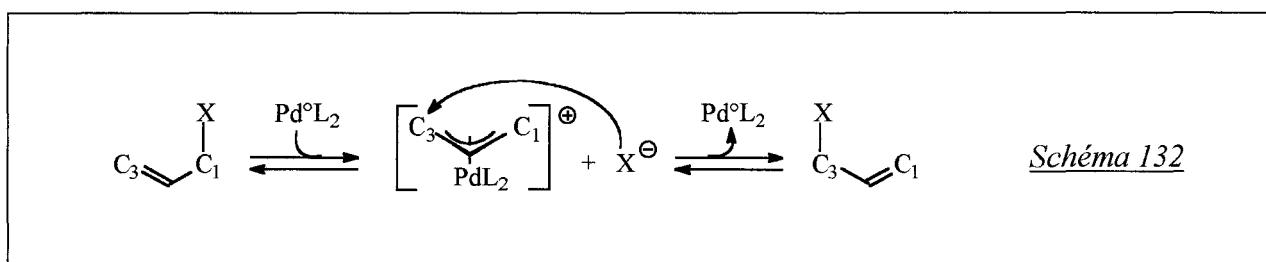 X Pd°L₂ C₃ C₁ ⊕ Pd°L₂ X
C₃ C₁ PdL₂ + X⊖ C₃ C₁ Schéma 132